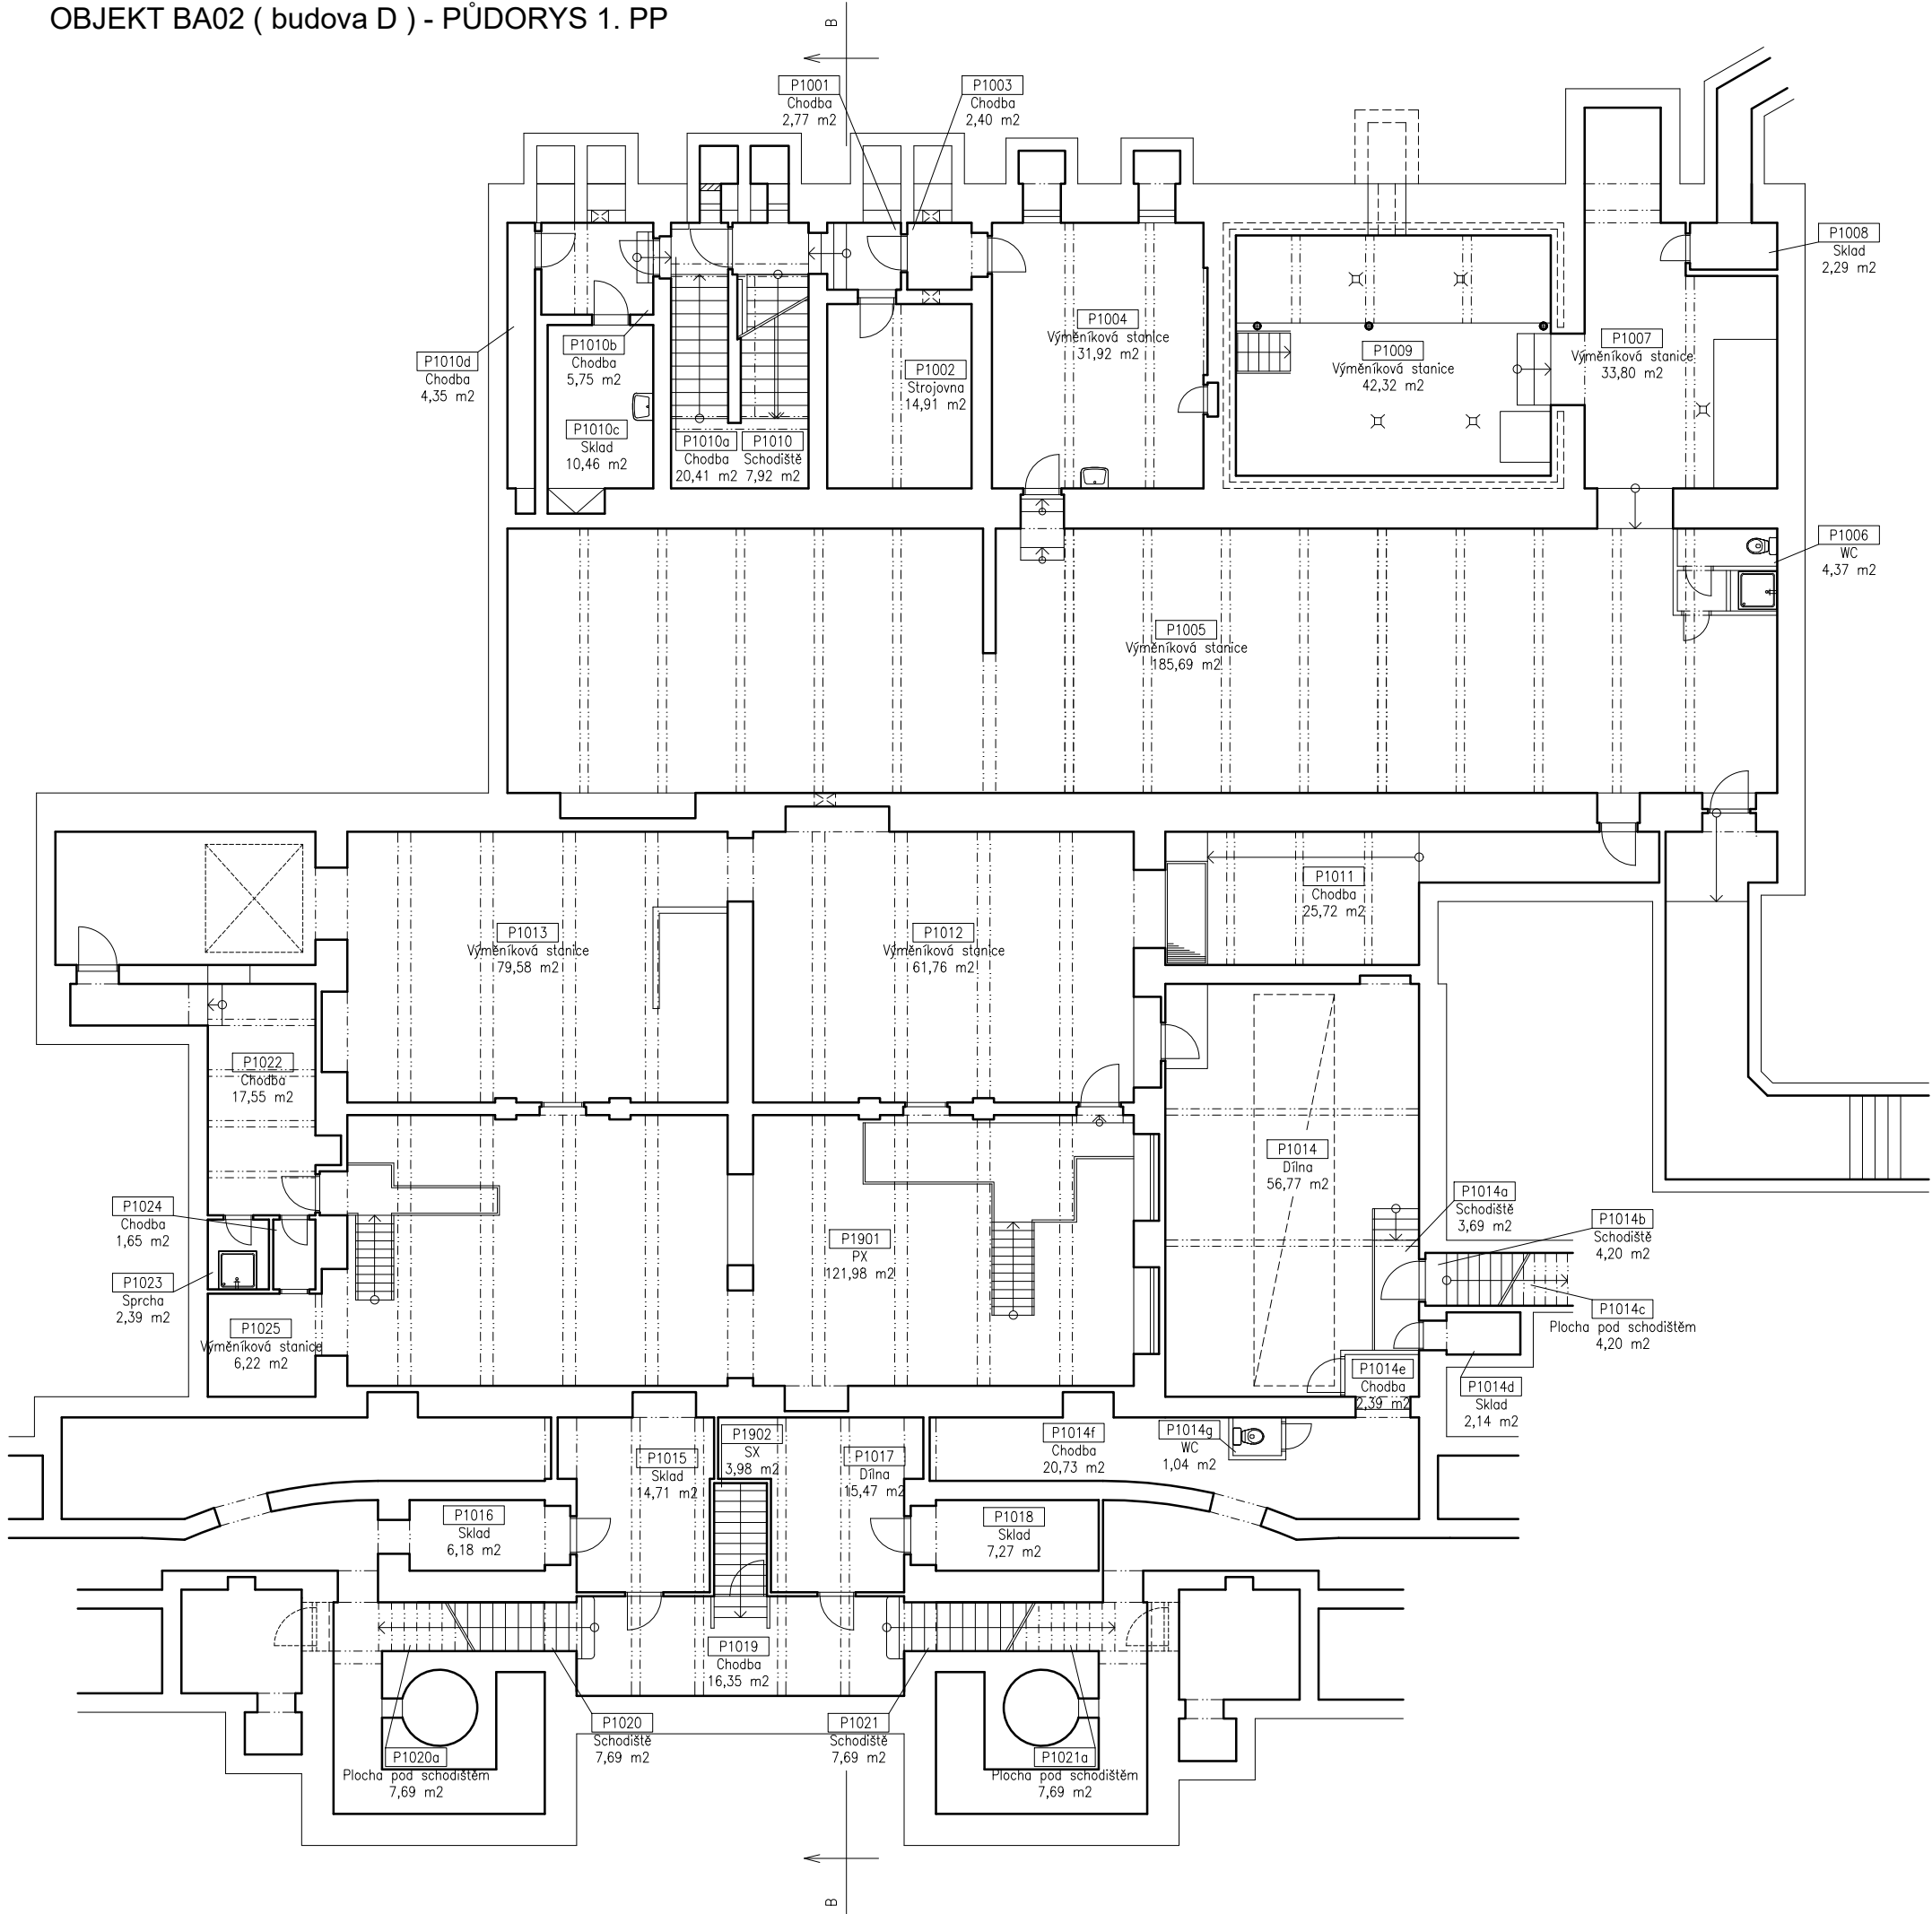 OBJEKT BA02 ( budova D ) - PŮDORYS 1. PP
B
P1001
Chodba
2,77 m2
P1003
Chodba
2,40 m2
P1008
Sklad
2,29 m2
P1004
Výměníková stanice
31,92 m2
P1009
Výměníková stanice
42,32 m2
P1007
Výměníková stanice
33,80 m2
P1010d
Chodba
4,35 m2
P1010b
Chodba
5,75 m2
P1002
Strojovna
14,91 m2
P1010c
Sklad
10,46 m2
P1010a
Chodba
20,41 m2
P1010
Schodiště
7,92 m2
P1006
WC
4,37 m2
P1005
Výměníková stanice
185,69 m2
P1011
Chodba
25,72 m2
P1013
Výměníková stanice
79,58 m2
P1012
Výměníková stanice
61,76 m2
P1022
Chodba
17,55 m2
P1014
Dílna
56,77 m2
P1014a
Schodiště
3,69 m2
P1024
Chodba
1,65 m2
P1014b
Schodiště
4,20 m2
P1901
PX
121,98 m2
P1023
Sprcha
2,39 m2
P1014c
Plocha pod schodištěm
4,20 m2
P1025
Výměníková stanice
6,22 m2
P1014e
Chodba
2,39 m2
P1014d
Sklad
2,14 m2
P1902
SX
3,98 m2
P1014f
Chodba
20,73 m2
P1014g
WC
1,04 m2
P1015
Sklad
14,71 m2
P1017
Dílna
15,47 m2
P1016
Sklad
6,18 m2
P1018
Sklad
7,27 m2
P1019
Chodba
16,35 m2
P1020
Schodiště
7,69 m2
P1021
Schodiště
7,69 m2
P1020a
Plocha pod schodištěm
7,69 m2
P1021a
Plocha pod schodištěm
7,69 m2
B